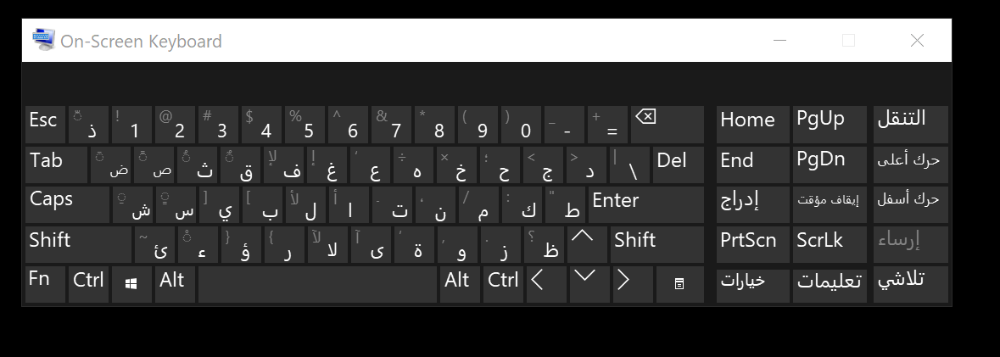 On-Screen Keyboard
Esc ّ ذ ! 1 @ 2 # 3 $ 4 % 5 ^ 6 & 7 * 8 ( 9 ) 0 _ - + = Home PgUp التنقل
Tab َ ض ً ص ُ ث ٌ ق لإ ف إ غ ‘ ع ÷ ه × خ ؛ ح < ج > د | \ Del End PgDn حرك أعلى
Caps ِ ش ٍ س ] ي [ ب لأ ل أ ا ـ ت ، ن / م : ك " ط Enter إدراج إيقاف مؤقت حرك أسفل
Shift ~ ئ ْ ء } ؤ { ر لآ لا آ ى ’ ة , و . ز ؟ ظ Shift PrtScn ScrLk إرساء
Fn Ctrl Alt Alt Ctrl خيارات تعليمات تلاشي